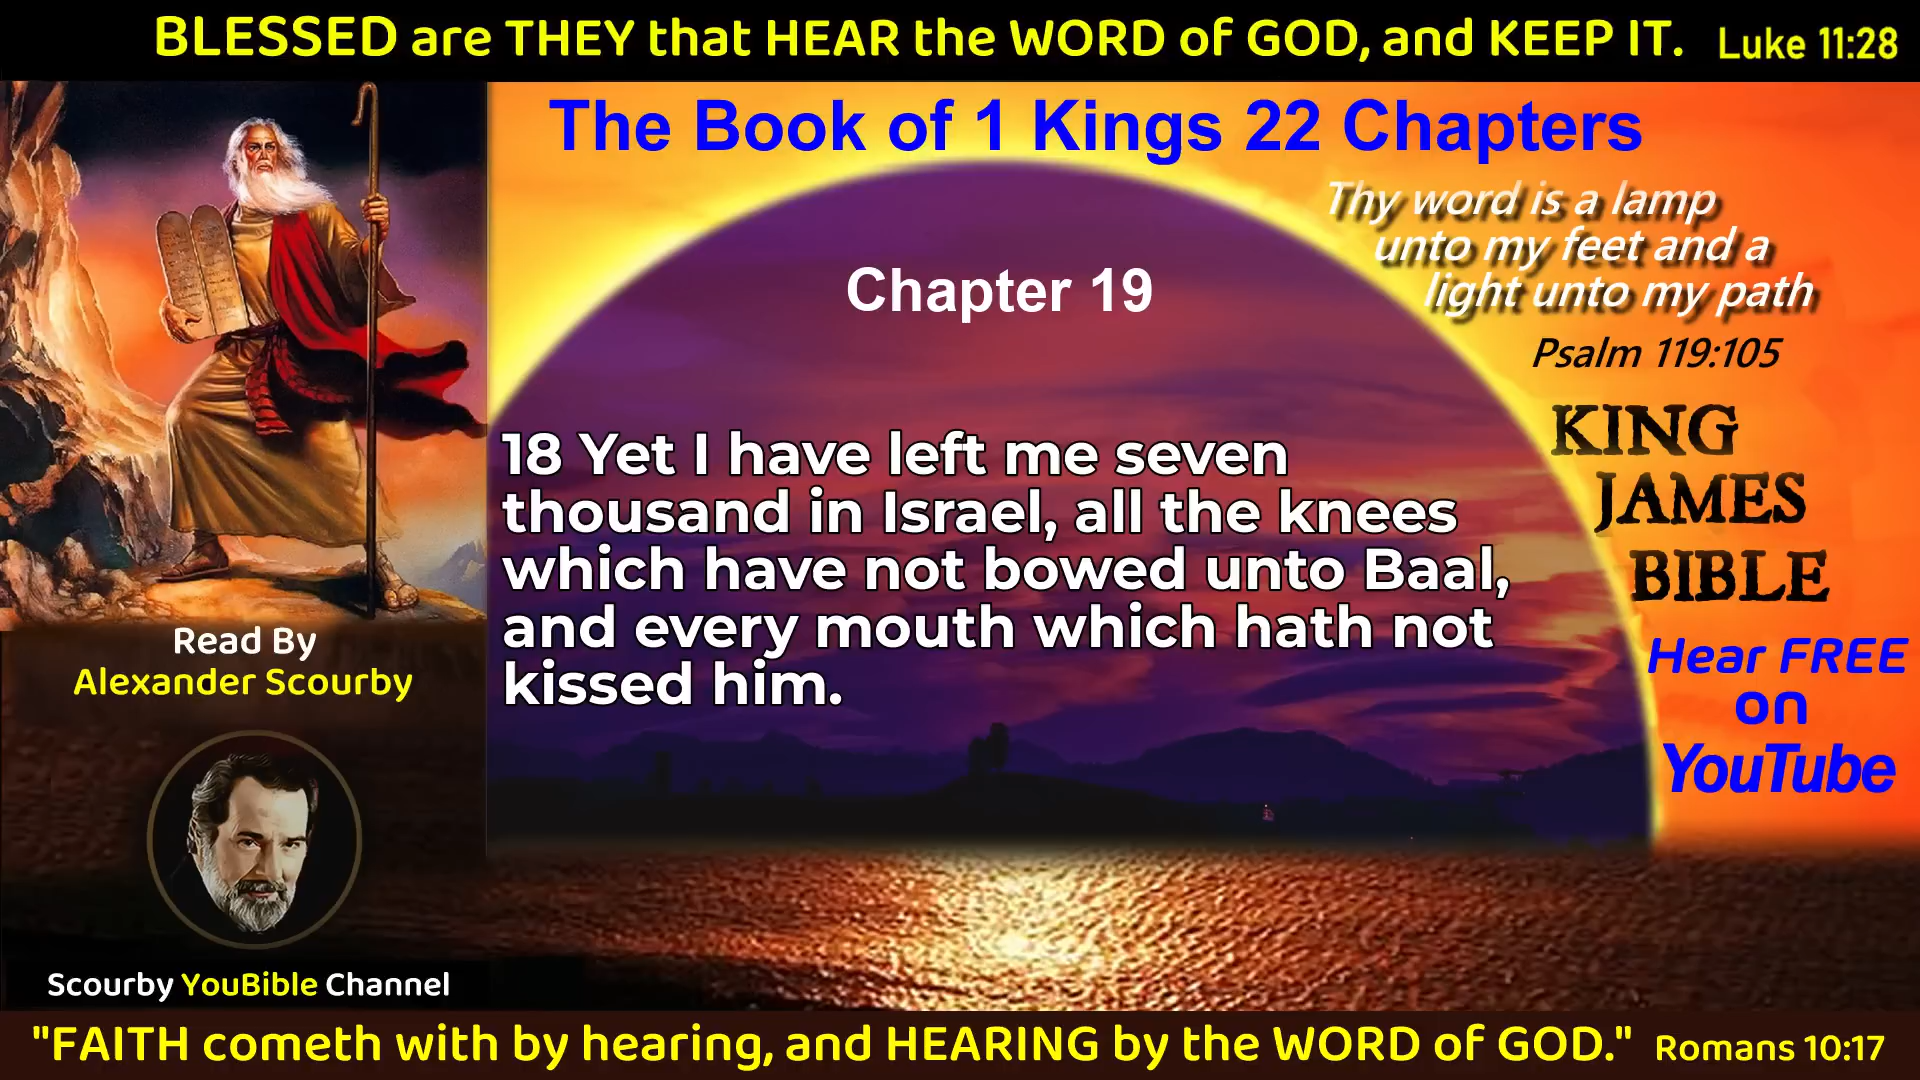 BLESSED are THEY that HEAR the WORD of GOD, and KEEP IT. Luke 11:28
The Book of 1 Kings 22 Chapters
Thy word is a lamp
unto my feet and a
light unto my path
Psalm 119:105
Chapter 19
18 Yet I have left me seven
thousand in Israel, all the knees
which have not bowed unto Baal,
and every mouth which hath not
kissed him.
KING
JAMES
BIBLE
Hear FREE
on
YouTube
Read By
Alexander Scourby
Scourby YouBible Channel
"FAITH cometh with by hearing, and HEARING by the WORD of GOD." Romans 10:17